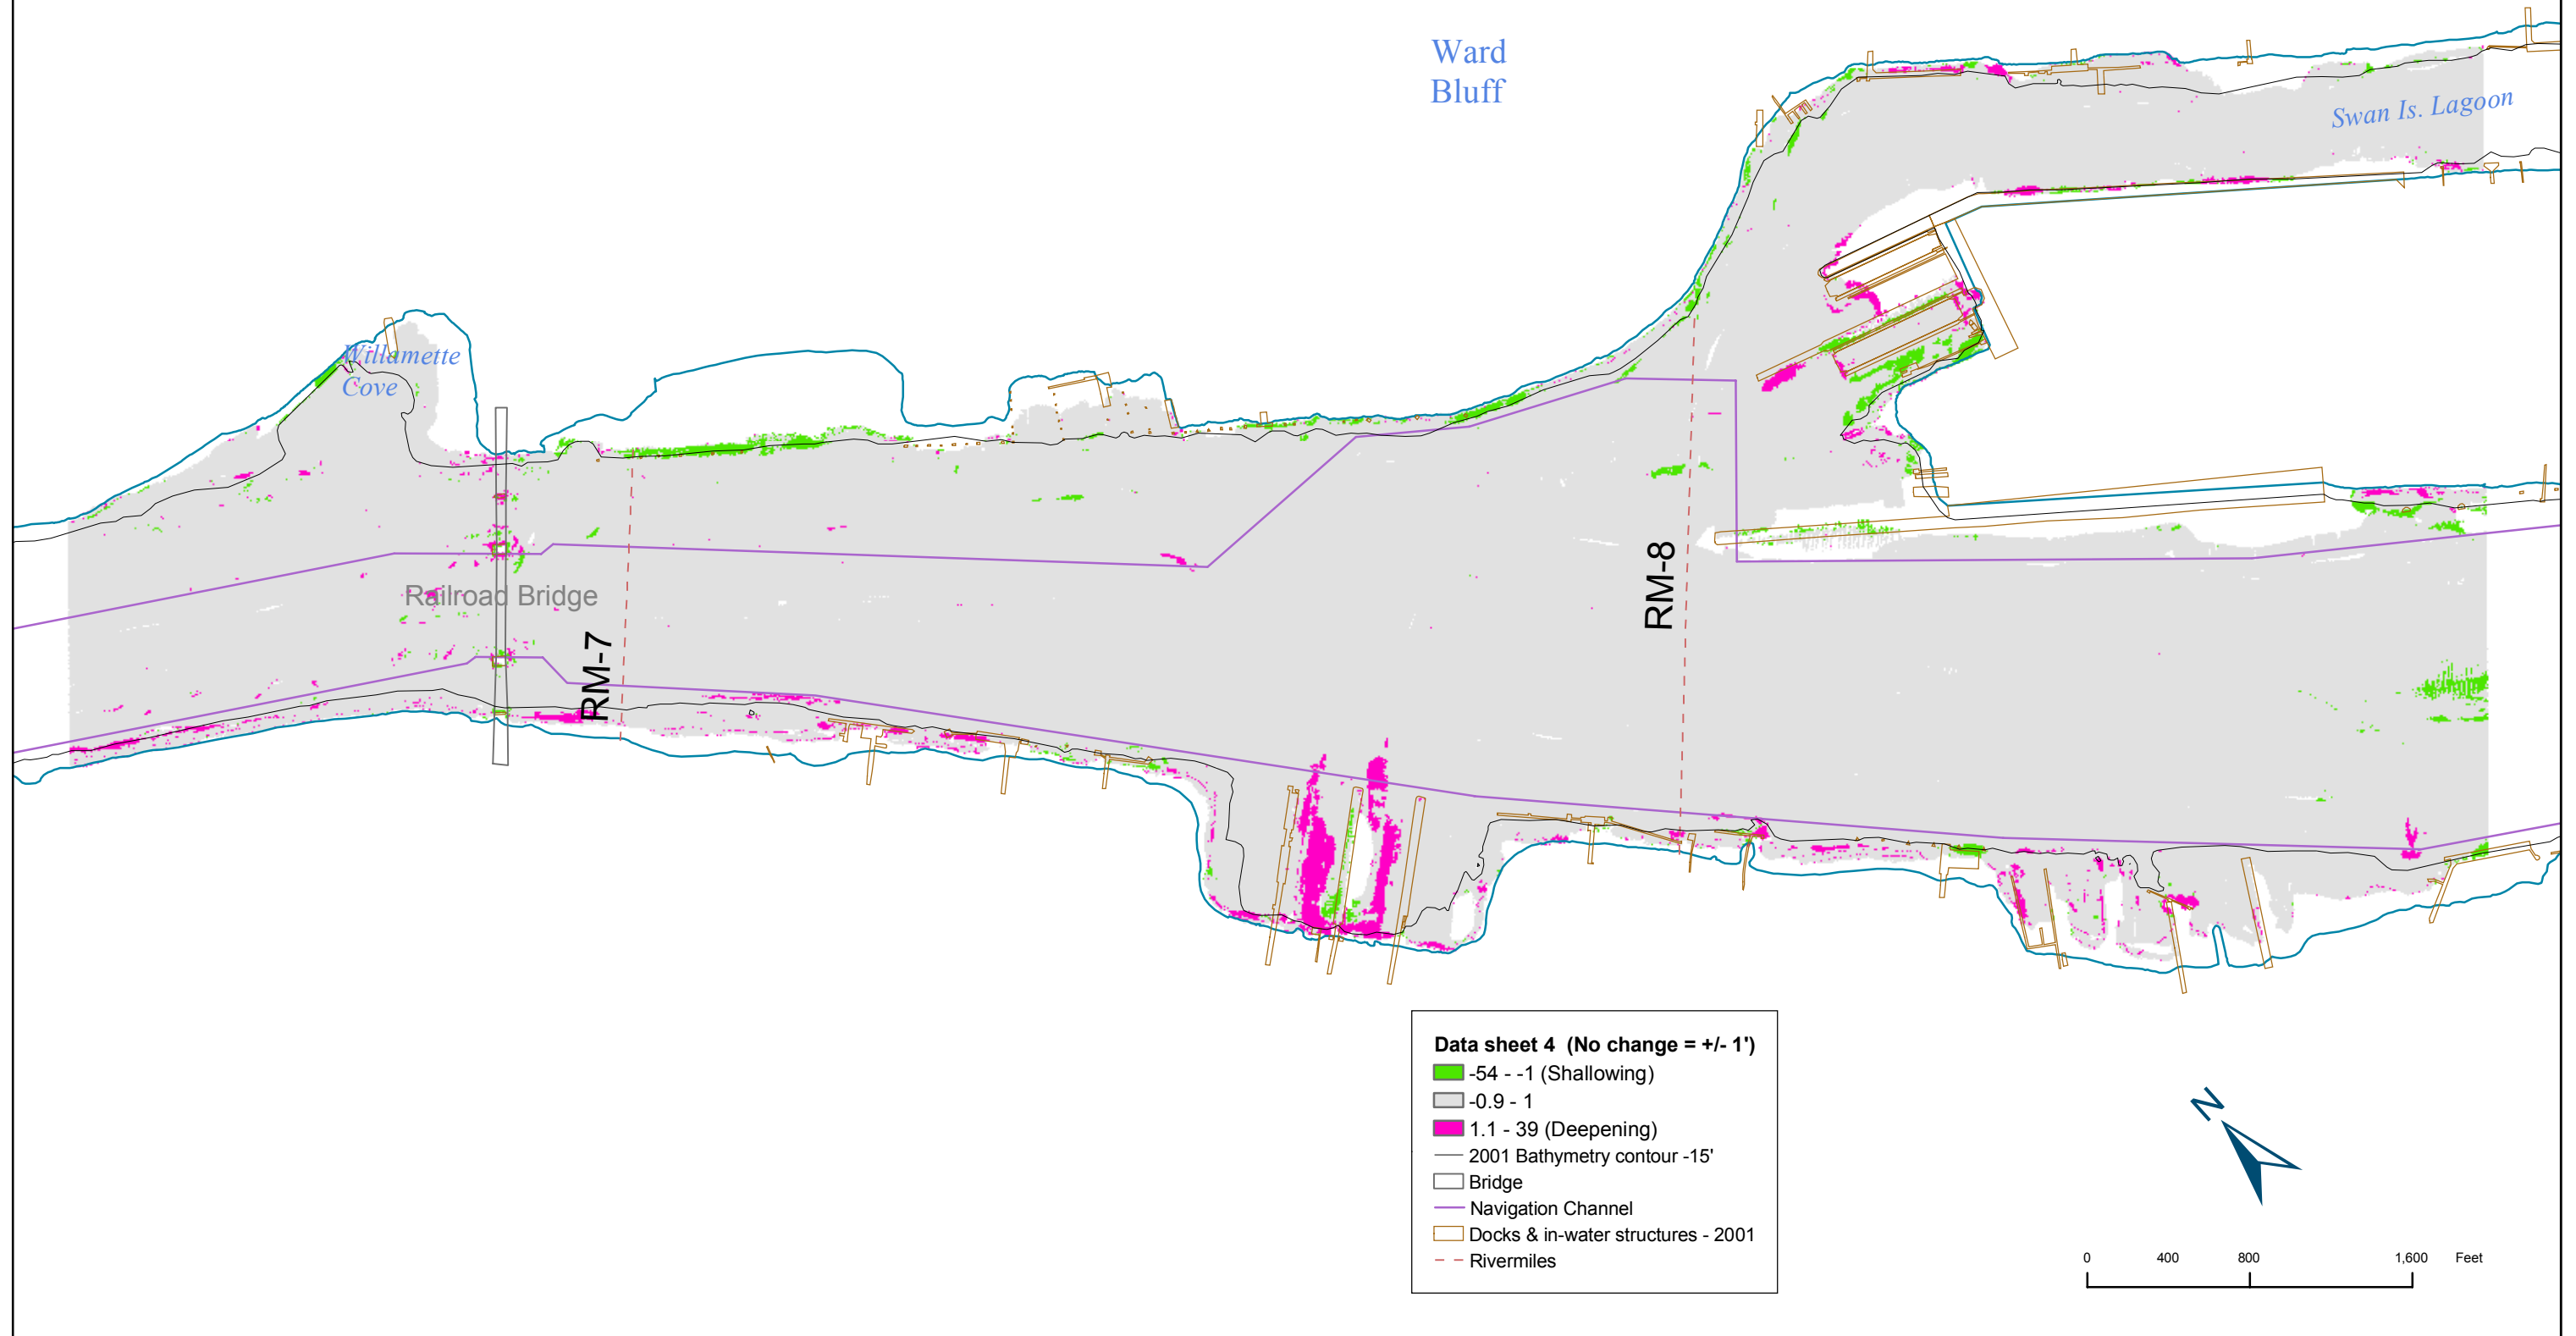 Ward
Bluff
Swan Is. Lagoon
Willamette
Cove
Railroad Bridge
RM-7
RM-8
Data sheet 4 (No change = +/- 1')
-54 - -1 (Shallowing)
-0.9 - 1
1.1 - 39 (Deepening)
2001 Bathymetry contour -15'
Bridge
Navigation Channel
Docks & in-water structures - 2001
Rivermiles
N
0 400 800 1,600 Feet